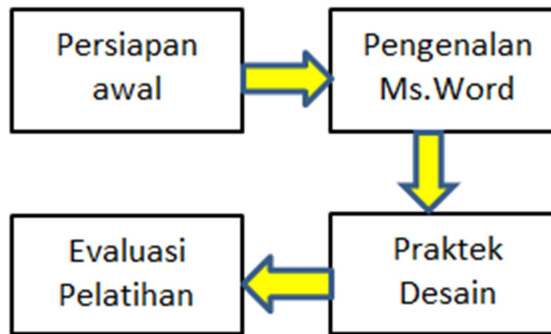 Persiapan
awal
Pengenalan
Ms.Word
Praktek
Desain
Evaluasi
Pelatihan